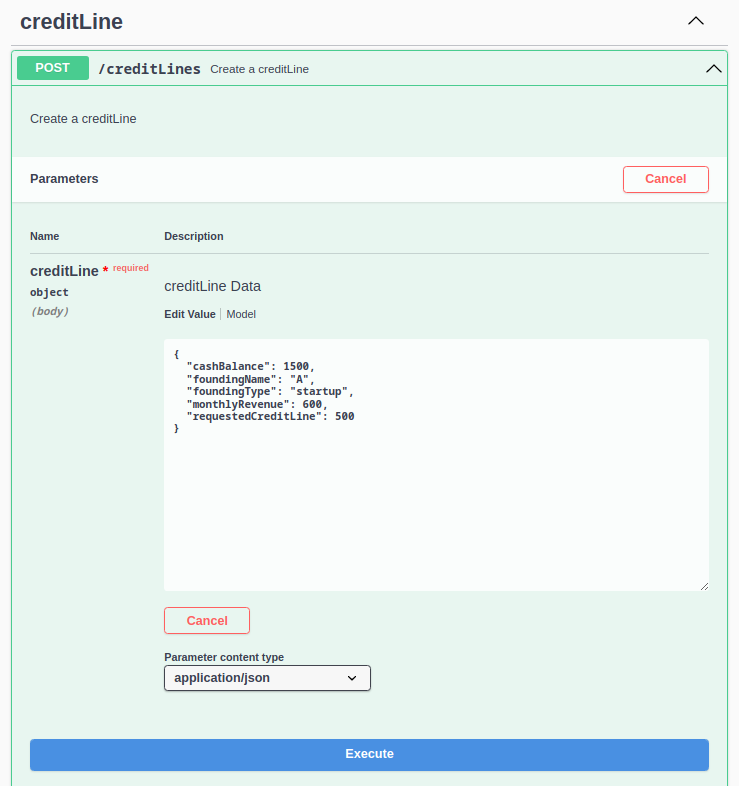 creditLine
POST /creditLines Create a creditLine
Create a creditLine
Parameters Cancel
Name Description
creditLine * required
object
(body)
creditLine Data
Edit Value Model
{
  "cashBalance": 1500,
  "foundingName": "A",
  "foundingType": "startup",
  "monthlyRevenue": 600,
  "requestedCreditLine": 500
}
Cancel
Parameter content type
application/json
Execute